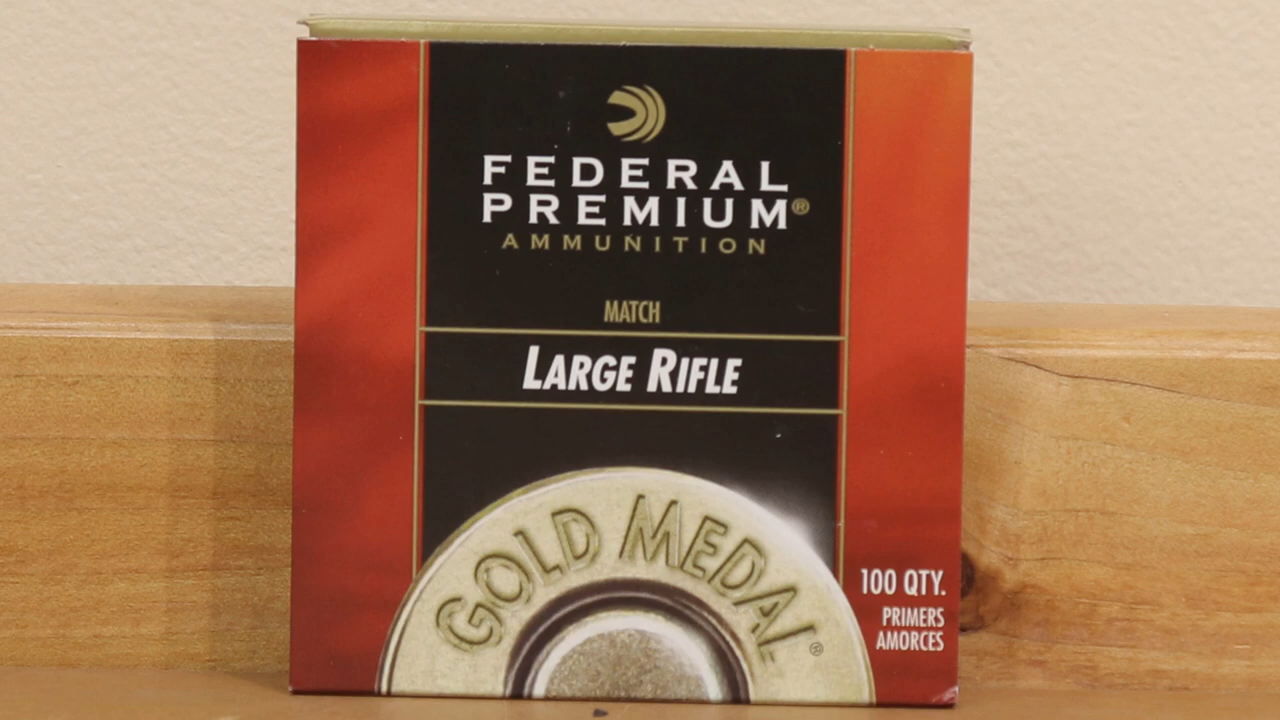 FEDERAL
PREMIUM®
AMMUNITION
MATCH
LARGE RIFLE
GOLD MEDAL®
100 QTY.
PRIMERS
AMORCES